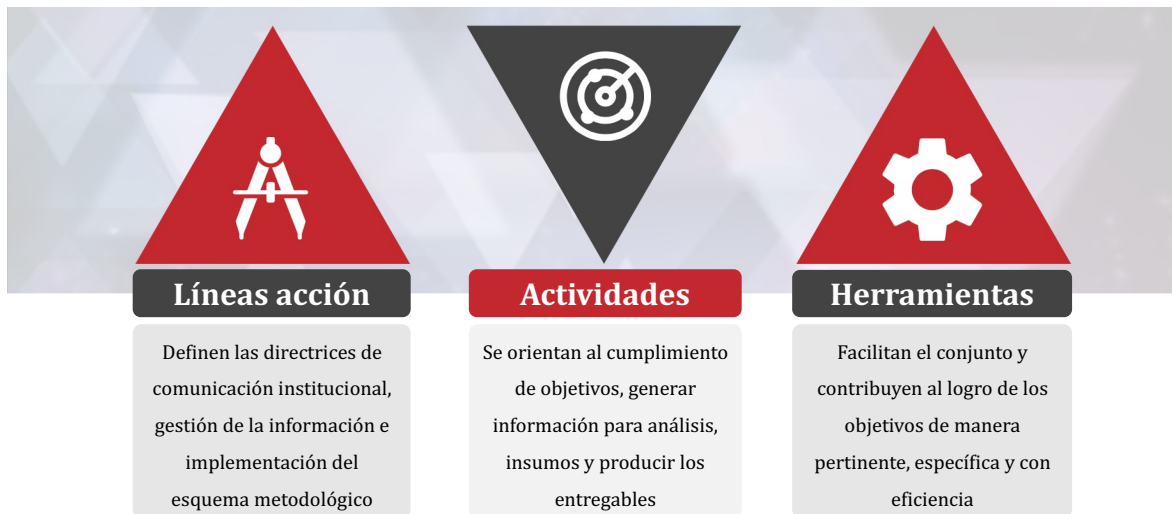 Líneas acción
Definen las directrices de
comunicación institucional,
gestión de la información e
implementación del
esquema metodológico
Actividades
Se orientan al cumplimiento
de objetivos, generar
información para análisis,
insumos y producir los
entregables
Herramientas
Facilitan el conjunto y
contribuyen al logro de los
objetivos de manera
pertinente, específica y con
eficiencia